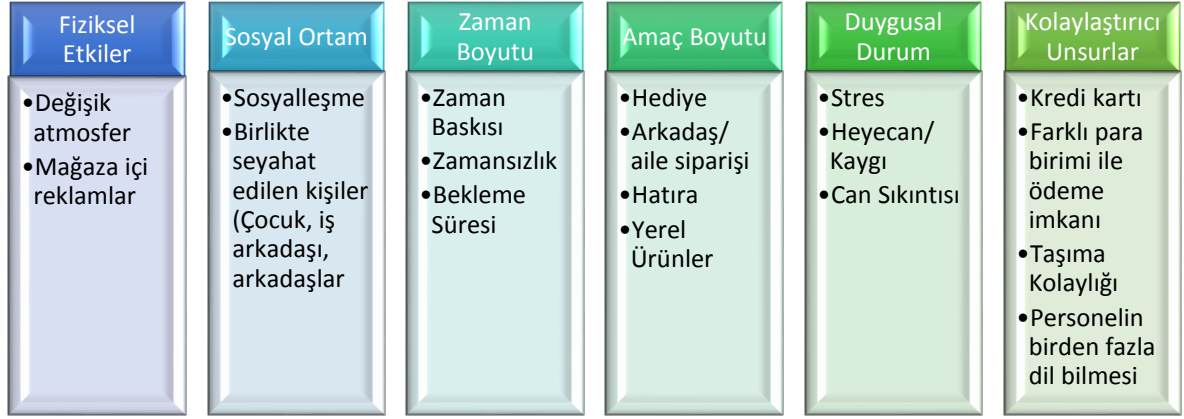 Fiziksel
Etkiler
•Değişik
atmosfer
•Mağaza içi
reklamlar
Sosyal Ortam
•Sosyalleşme
•Birlikte
seyahat
edilen kişiler
(Çocuk, iş
arkadaşı,
arkadaşlar
Zaman
Boyutu
•Zaman
Baskısı
•Zamansızlık
•Bekleme
Süresi
Amaç Boyutu
•Hediye
•Arkadaş/
aile siparişi
•Hatıra
•Yerel
Ürünler
Duygusal
Durum
•Stres
•Heyecan/
Kaygı
•Can Sıkıntısı
Kolaylaştırıcı
Unsurlar
•Kredi kartı
•Farklı para
birimi ile
ödeme
imkanı
•Taşıma
Kolaylığı
•Personelin
birden fazla
dil bilmesi